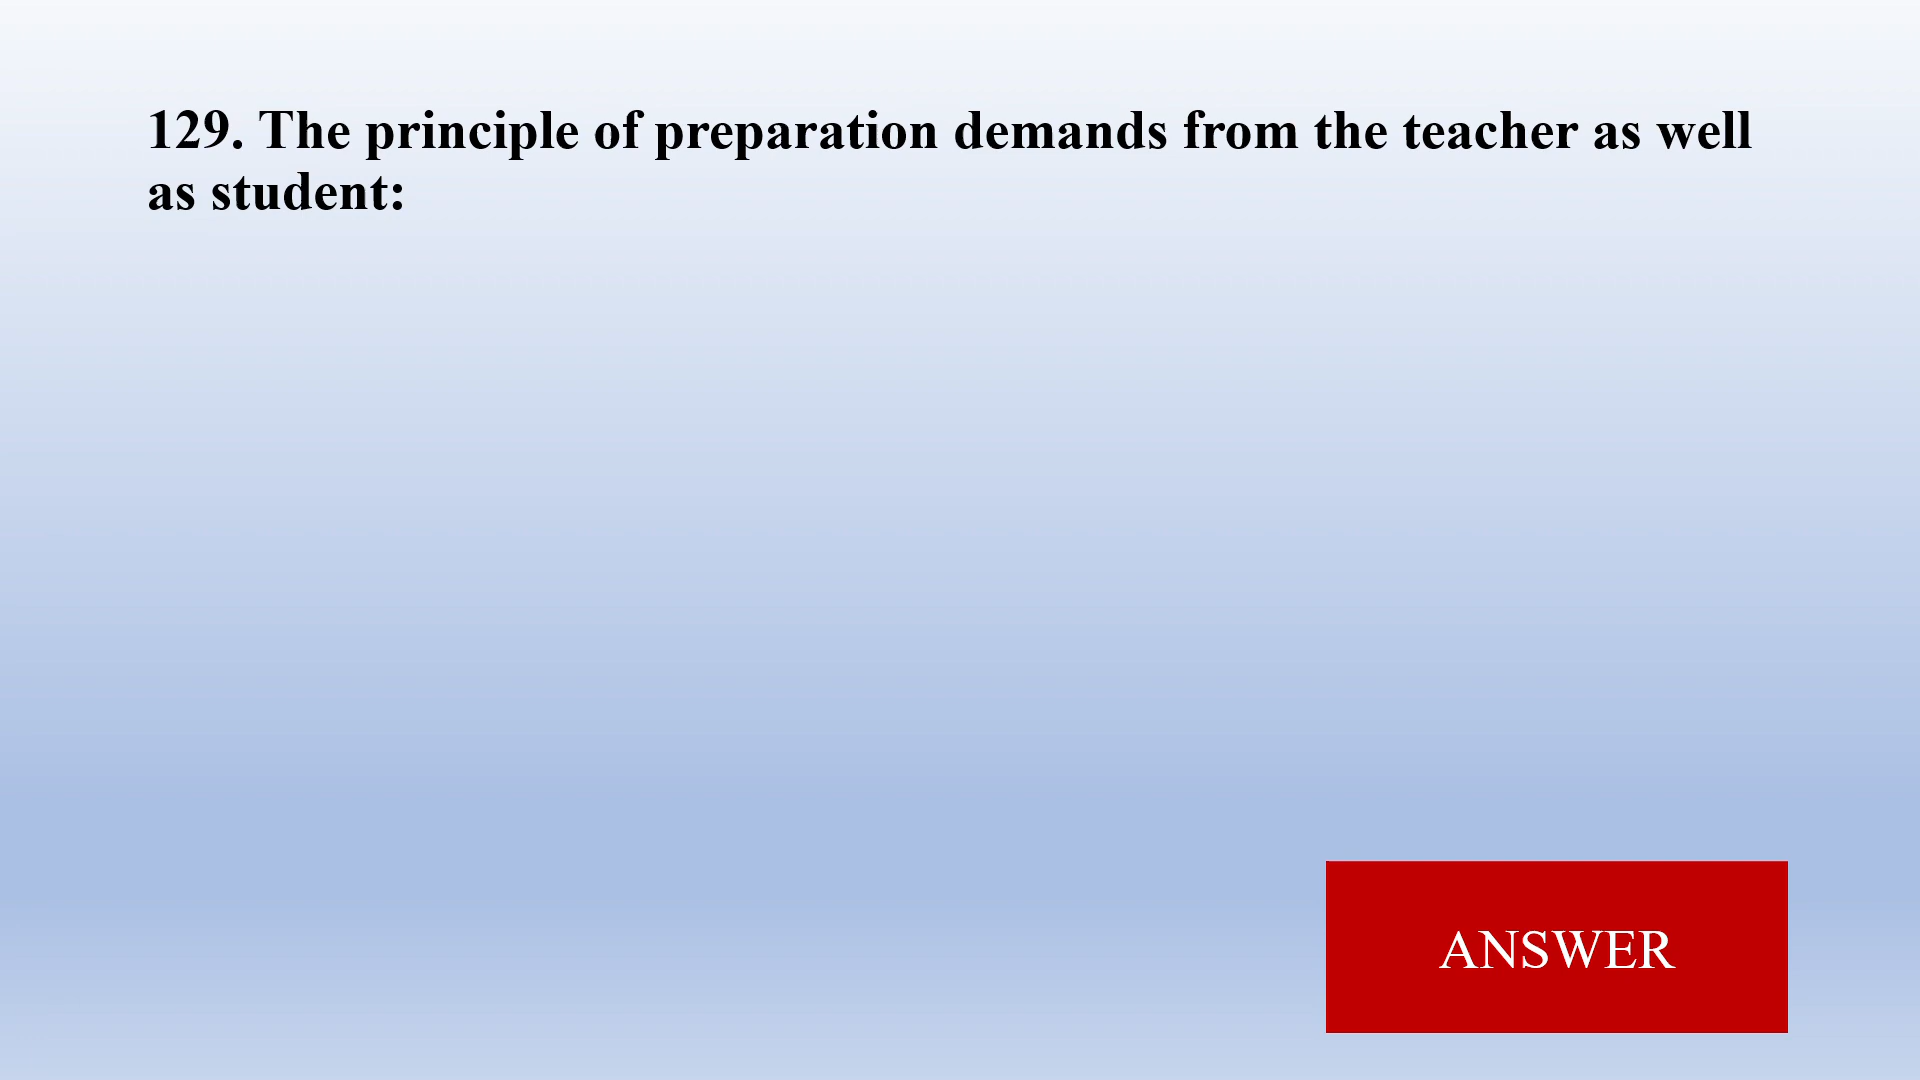 129. The principle of preparation demands from the teacher as well
as student:
ANSWER